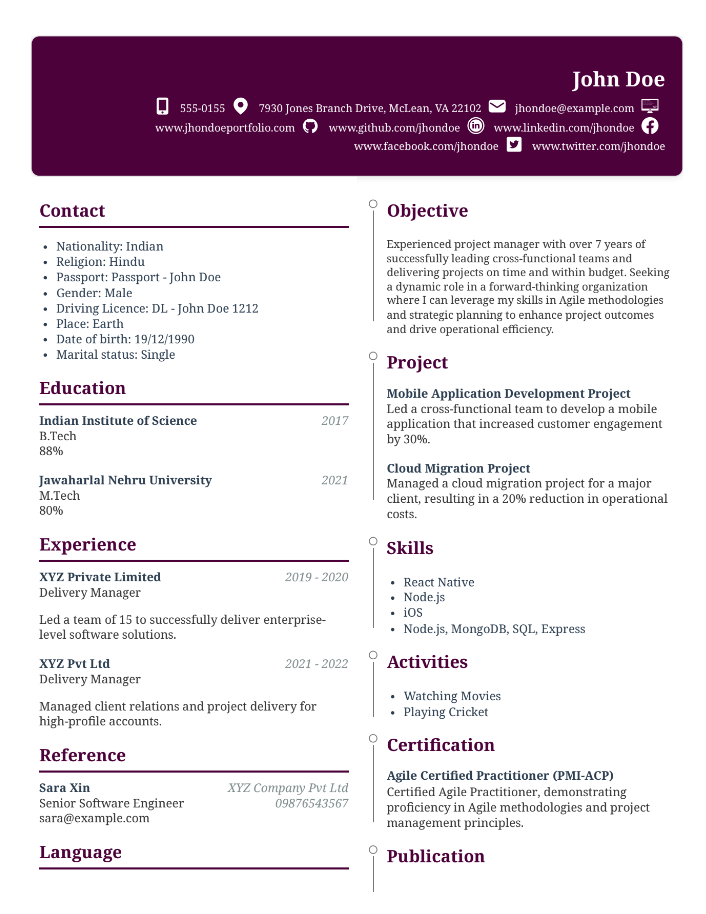 John Doe
555-0155 7930 Jones Branch Drive, McLean, VA 22102 jhondoe@example.com
www.jhondoeportfolio.com www.github.com/jhondoe www.linkedin.com/jhondoe
www.facebook.com/jhondoe www.twitter.com/jhondoe
Contact
• Nationality: Indian
• Religion: Hindu
• Passport: Passport - John Doe
• Gender: Male
• Driving Licence: DL - John Doe 1212
• Place: Earth
• Date of birth: 19/12/1990
• Marital status: Single
Education
Indian Institute of Science 2017
B.Tech
88%
Jawaharlal Nehru University 2021
M.Tech
80%
Experience
XYZ Private Limited 2019 - 2020
Delivery Manager
Led a team of 15 to successfully deliver enterprise-
level software solutions.
XYZ Pvt Ltd 2021 - 2022
Delivery Manager
Managed client relations and project delivery for
high-profile accounts.
Reference
Sara Xin XYZ Company Pvt Ltd
Senior Software Engineer 09876543567
sara@example.com
Language
Objective
Experienced project manager with over 7 years of
successfully leading cross-functional teams and
delivering projects on time and within budget. Seeking
a dynamic role in a forward-thinking organization
where I can leverage my skills in Agile methodologies
and strategic planning to enhance project outcomes
and drive operational efficiency.
Project
Mobile Application Development Project
Led a cross-functional team to develop a mobile
application that increased customer engagement
by 30%.
Cloud Migration Project
Managed a cloud migration project for a major
client, resulting in a 20% reduction in operational
costs.
Skills
• React Native
• Node.js
• iOS
• Node.js, MongoDB, SQL, Express
Activities
• Watching Movies
• Playing Cricket
Certification
Agile Certified Practitioner (PMI-ACP)
Certified Agile Practitioner, demonstrating
proficiency in Agile methodologies and project
management principles.
Publication